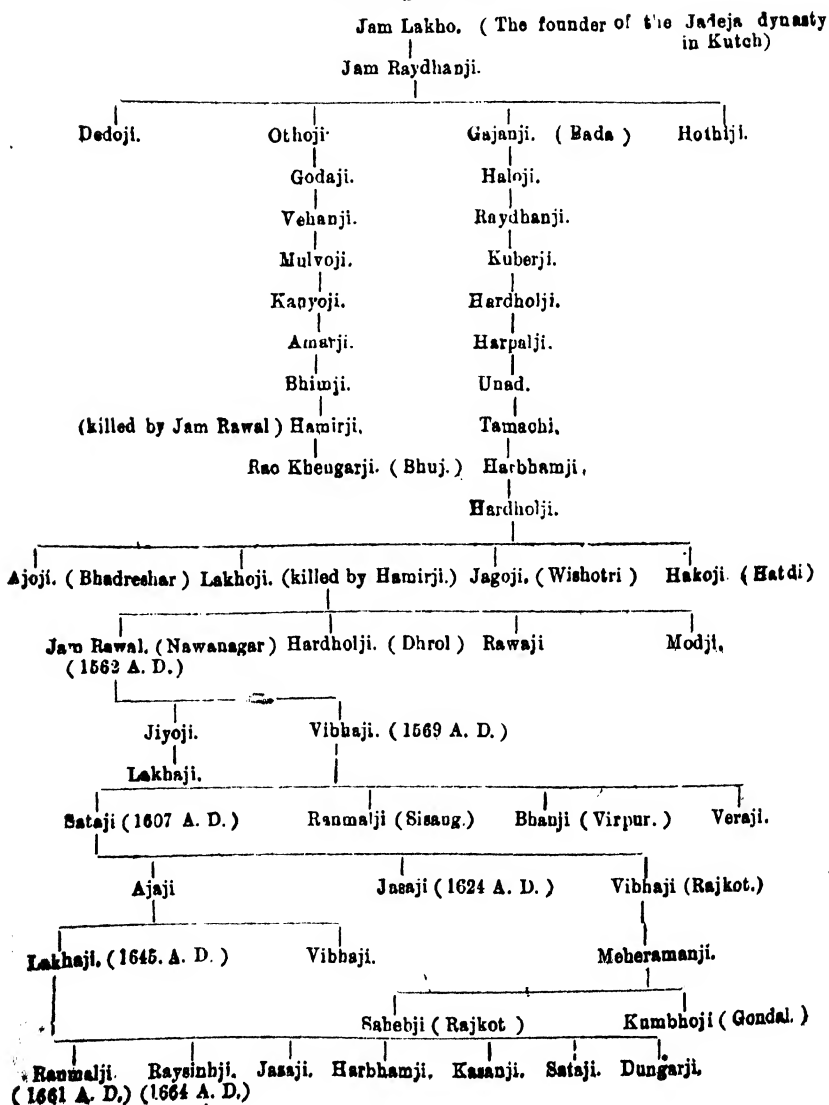 Jam Lakho. ( The founder of the Jadeja dynasty
in Kutch)
Jam Raydhanji.
Dedoji. Othoji Gajanji. ( Bada ) Hothiji.
Godaji. Haloji.
Vehanji. Raydhanji.
Mulvoji. Kuberji.
Kanyoji. Hardholji.
Amarji. Harpalji.
Bhimji. Unad.
(killed by Jam Rawal ) Hamirji. Tamachi.
Rao Khengarji. ( Bhuj. ) Harbhamji.
Hardholji.
Ajoji. ( Bhadreshar ) Lakhoji. (killed by Hamirji.) Jagoji. (Wishotri ) Hakoji (Hatdi)
Jam Rawal. (Nawanagar ) Hardholji. ( Dhrol ) Rawaji Modji.
( 1562 A. D. )
Jiyoji. Vibhaji. ( 1569 A. D. )
Lakhaji.
Sataji ( 1607 A. D. ) Ranmalji (Sisang.) Bhanji ( Virpur. ) Veraji.
Ajaji Jasaji (1624 A. D. ) Vibhaji (Rajkot.)
Lakhaji. ( 1645. A. D. ) Vibhaji. Meheramanji.
Sahebji ( Rajkot ) Kumbhoji ( Gondal. )
Ranmalji. Raysinhji. Jasaji. Harbhamji. Kasanji. Sataji. Dungarji.
( 1661 A. D.) (1664 A. D.)